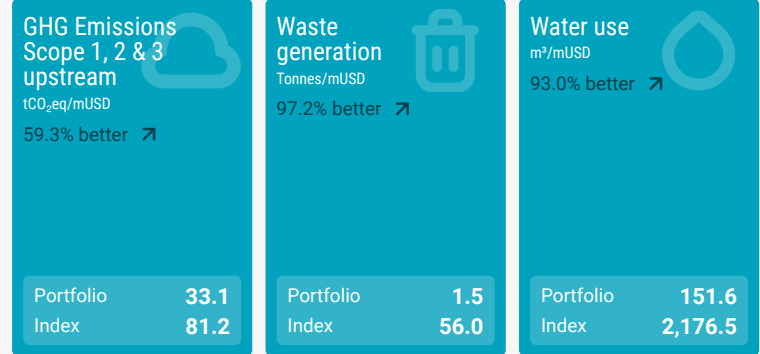 GHG Emissions
Scope 1, 2 & 3
upstream
tCO₂eq/mUSD
59.3% better
Portfolio 33.1
Index 81.2
Waste
generation
Tonnes/mUSD
97.2% better
Portfolio 1.5
Index 56.0
Water use
m³/mUSD
93.0% better
Portfolio 151.6
Index 2,176.5